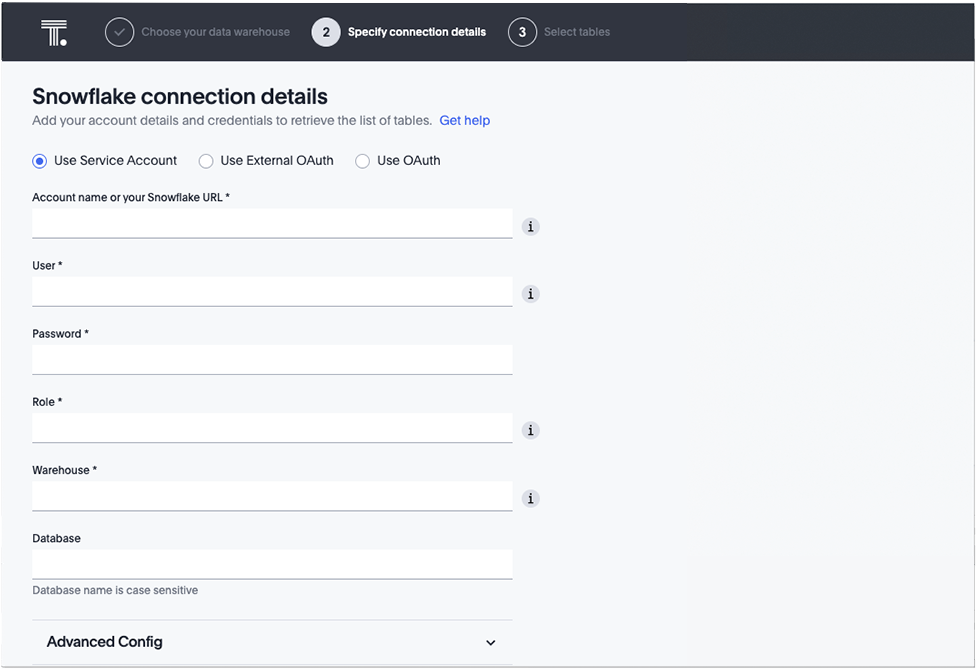 T.
Choose your data warehouse
2 Specify connection details
3 Select tables
Snowflake connection details
Add your account details and credentials to retrieve the list of tables. Get help
Use Service Account Use External OAuth Use OAuth
Account name or your Snowflake URL *
i
User *
i
Password *
Role *
i
Warehouse *
i
Database
Database name is case sensitive
Advanced Config